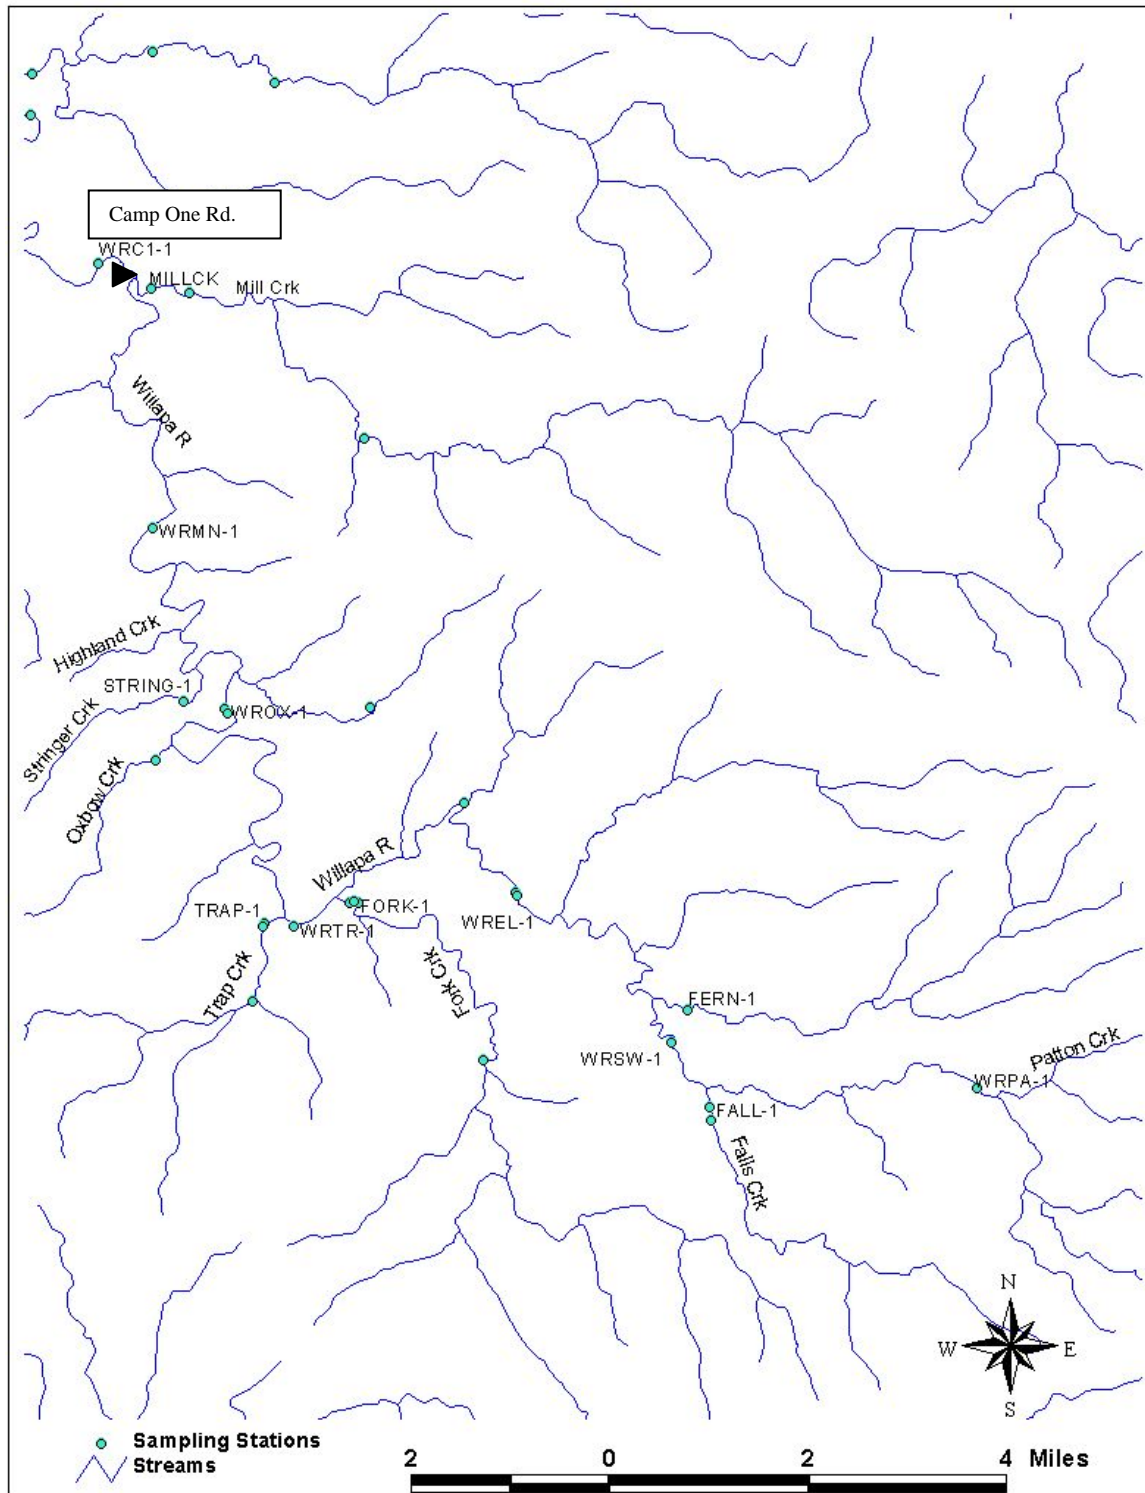 Camp One Rd.
WRC1-1
MILLCK
Mill Crk
Willapa R
WRMN-1
Highland Crk
STRING-1
Stringer Crk
WROX-1
Oxbow Crk
Willapa R
TRAP-1
FORK-1
WRTR-1
WREL-1
Trap Crk
Fork Crk
FERN-1
WRSW-1
Patton Crk
WRPA-1
FALL-1
Falls Crk
N
W E
S
Sampling Stations
Streams
2 0 2 4 Miles